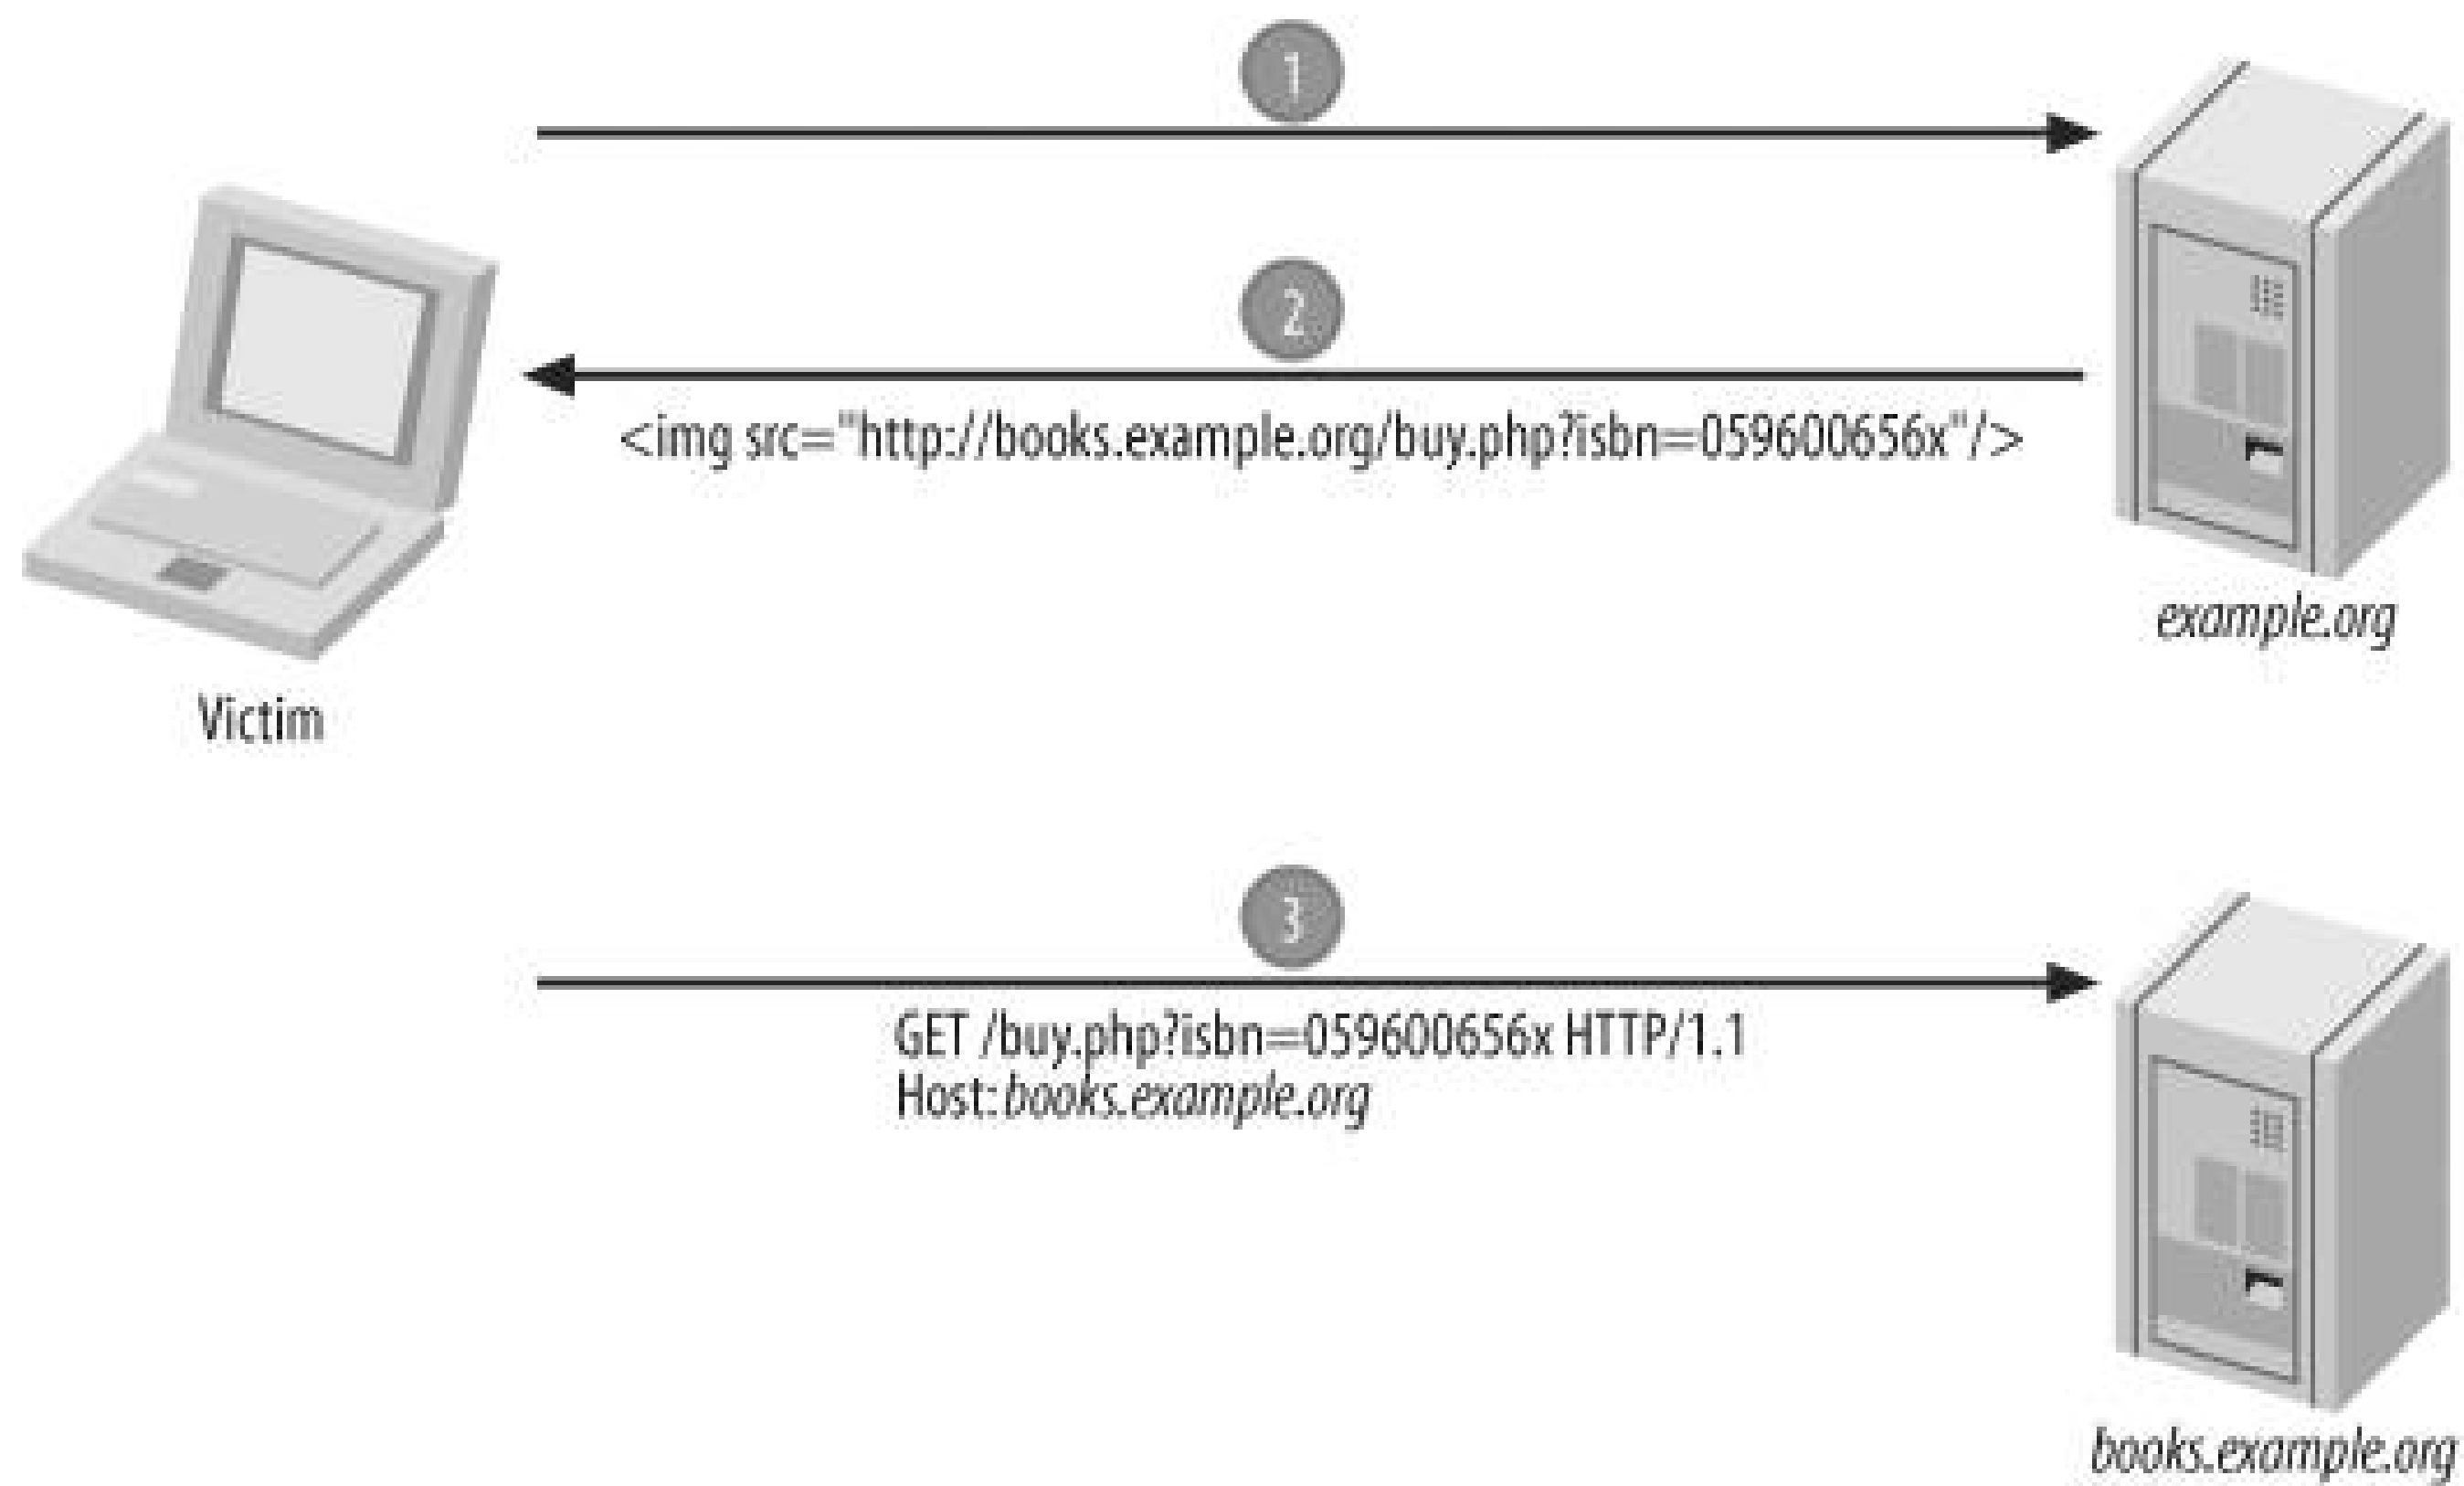 1
2
<img src="http://books.example.org/buy.php?isbn=059600656x"/>
example.org
Victim
3
GET /buy.php?isbn=059600656x HTTP/1.1
Host: books.example.org
books.example.org